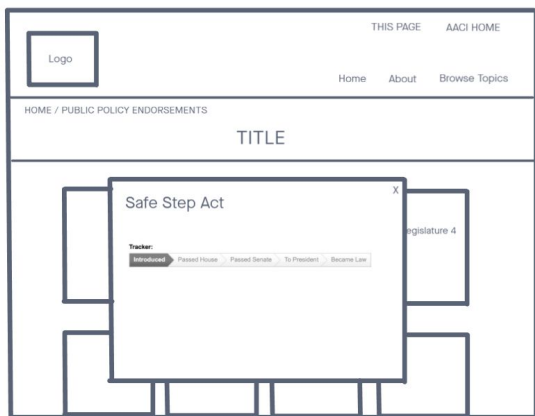 THIS PAGE AACI HOME
Logo
Home About Browse Topics
HOME / PUBLIC POLICY ENDORSEMENTS
TITLE
X
Safe Step Act
egislature 4
Tracker:
Introduced Passed House Passed Senate To President Became Law